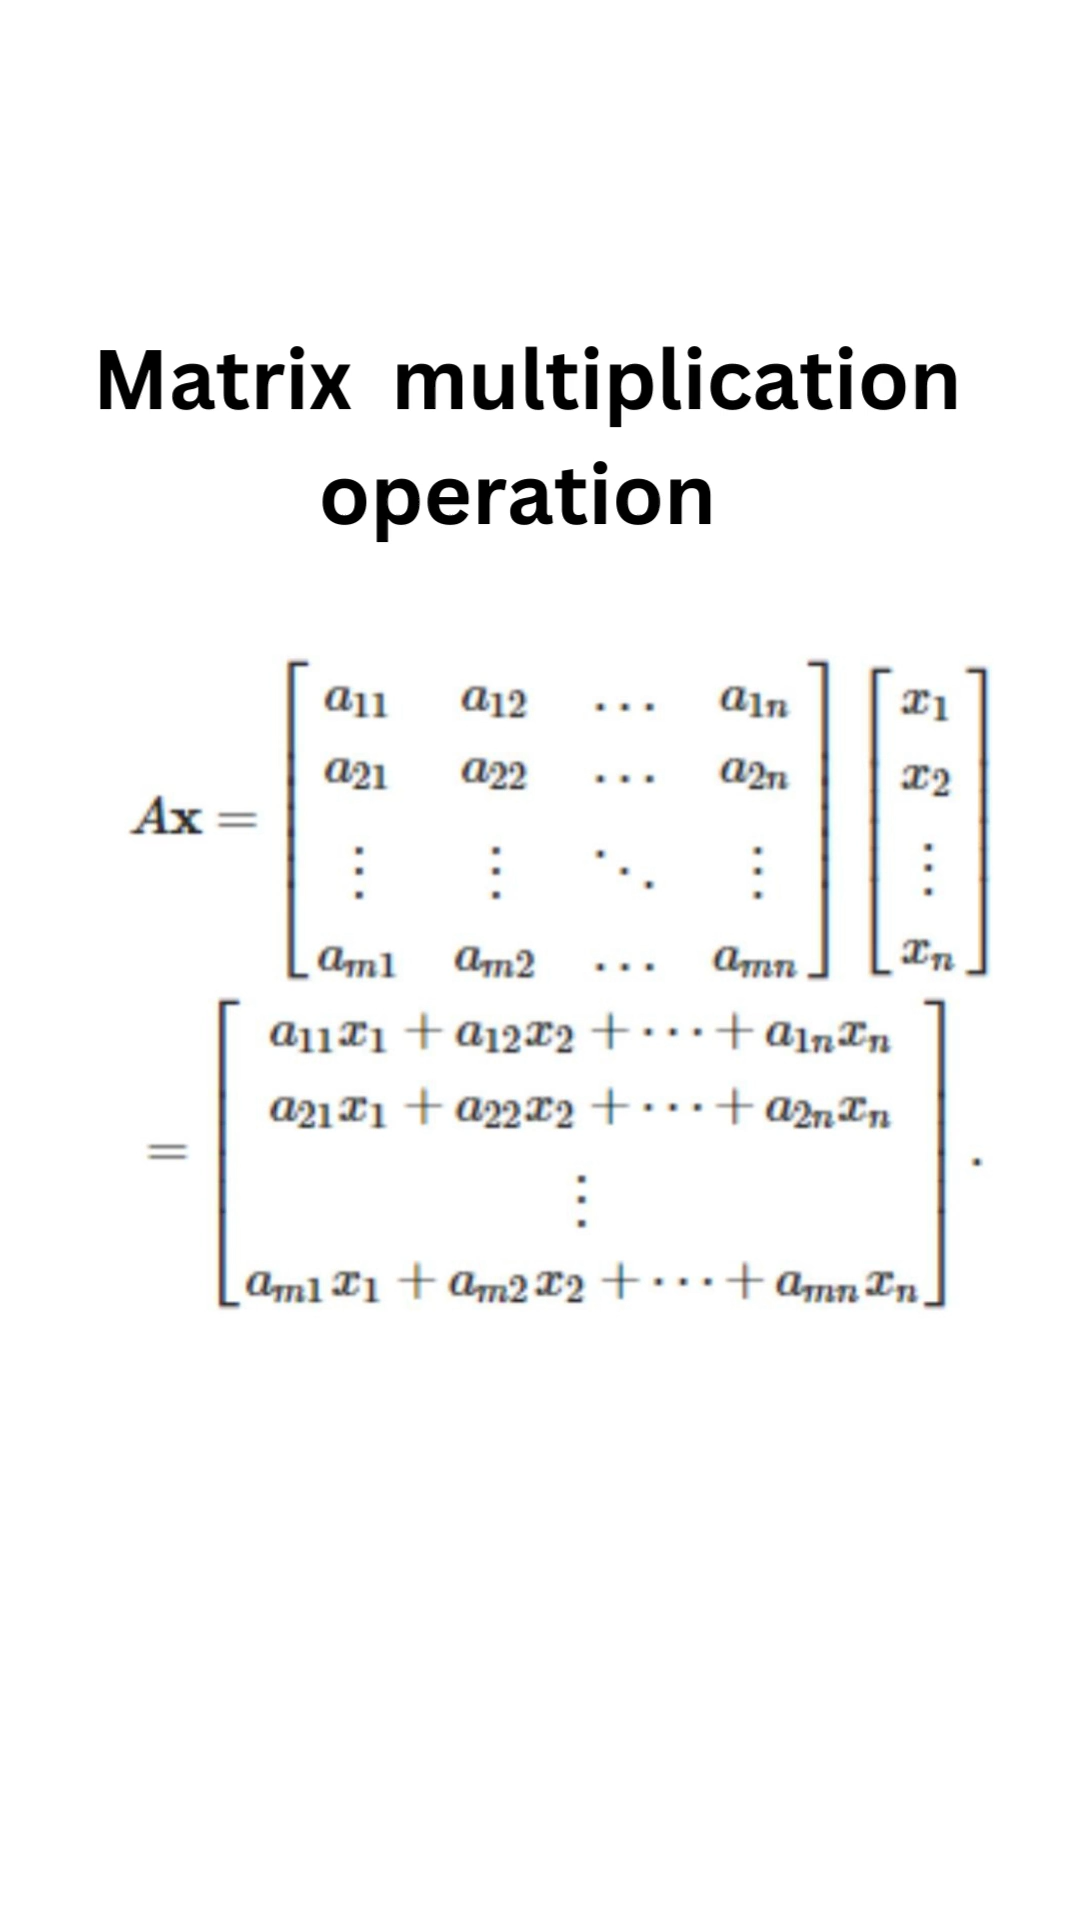 Matrix multiplication
operation
a₁₁ a₁₂ … a₁ₙ x₁
a₂₁ a₂₂ … a₂ₙ x₂
Ax =
⋮ ⋮ ⋱ ⋮ ⋮
aₘ₁ aₘ₂ … aₘₙ xₙ
a₁₁x₁ + a₁₂x₂ + ⋯ + a₁ₙxₙ
a₂₁x₁ + a₂₂x₂ + ⋯ + a₂ₙxₙ
= .
⋮
aₘ₁x₁ + aₘ₂x₂ + ⋯ + aₘₙxₙ